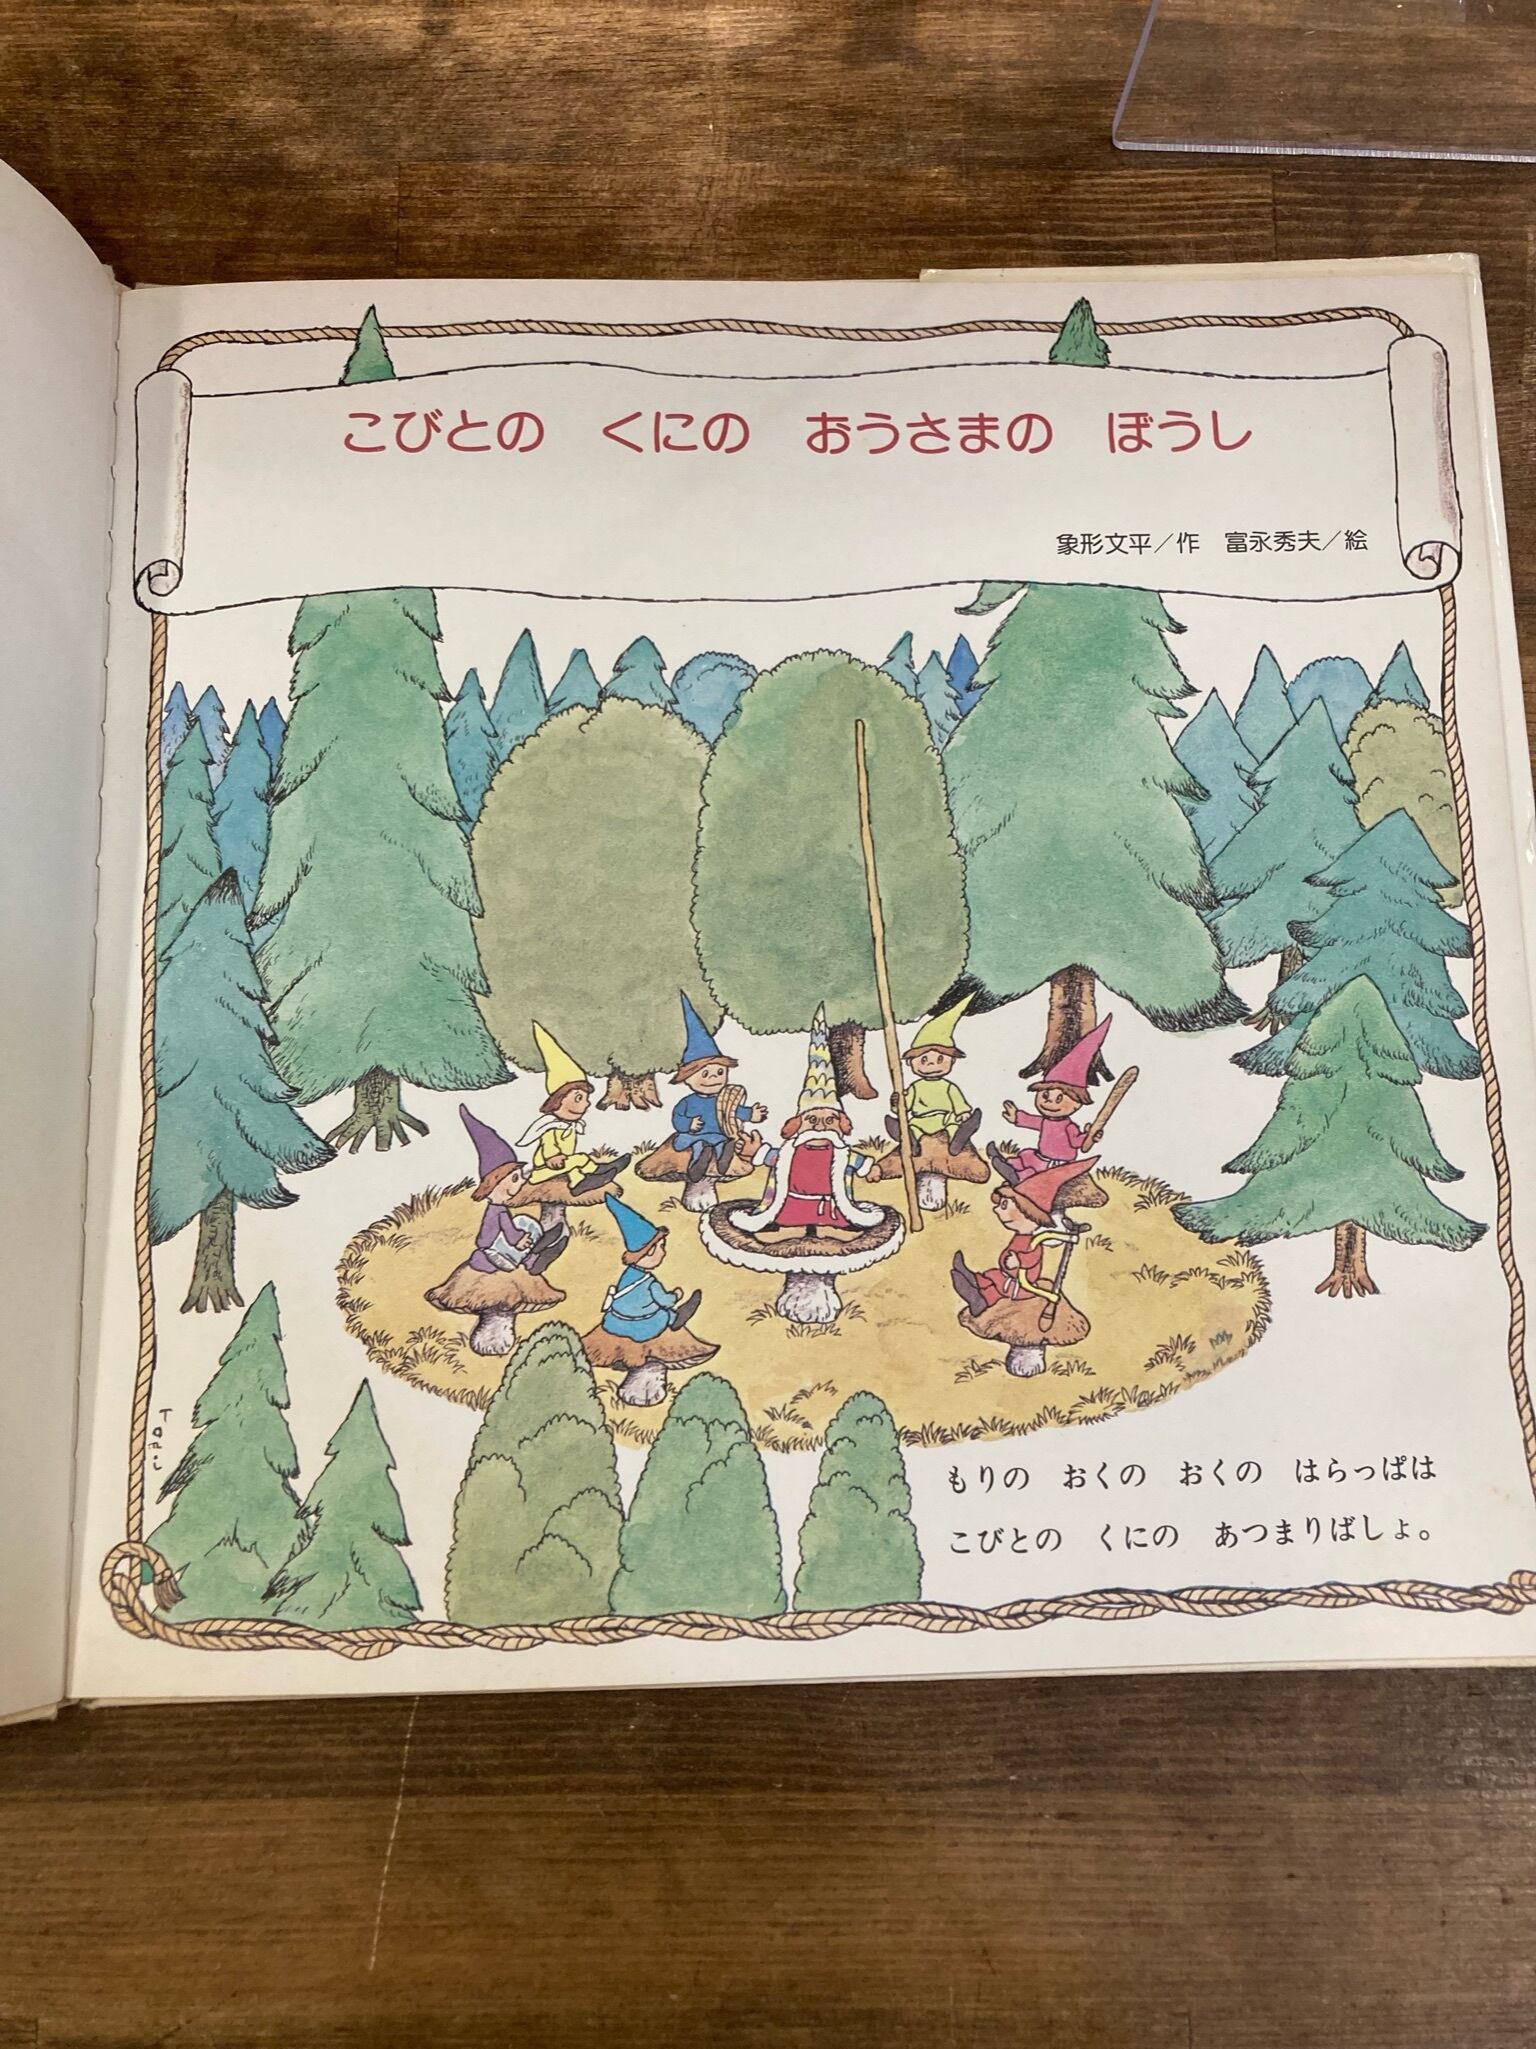 こびとの　くにの　おうさまの　ぼうし
象形文平／作　富永秀夫／絵
もりの　おくの　おくの　はらっぱは
こびとの　くにの　あつまりばしょ。